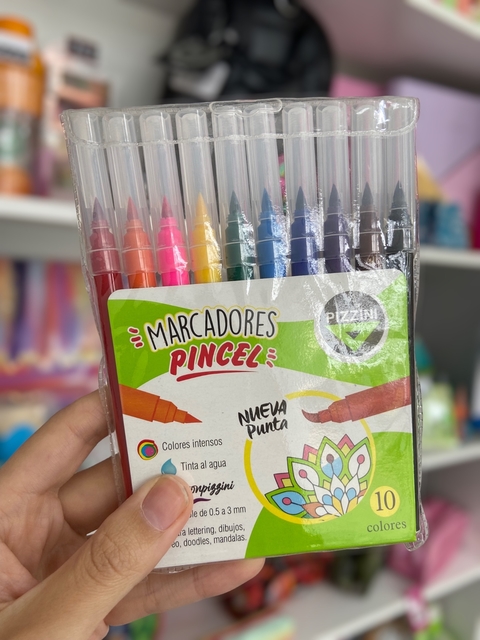 MARCADORES
PINCEL
PIZZINI
NUEVA
Punta
Colores intensos
Tinta al agua
de 0.5 a 3 mm
lettering, dibujos,
doodles, mandalas.
10
colores